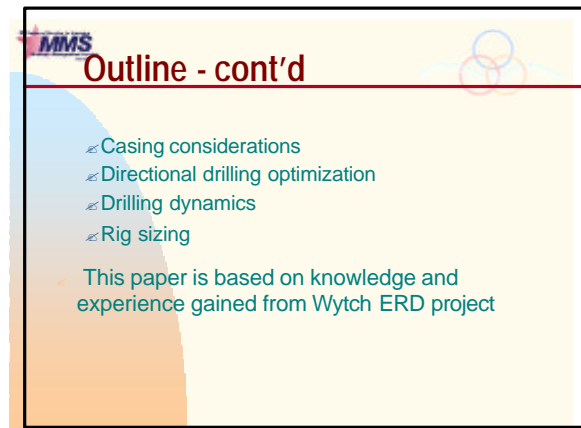 MMS
Outline - cont'd
Casing considerations
Directional drilling optimization
Drilling dynamics
Rig sizing
This paper is based on knowledge and
experience gained from Wytch ERD project